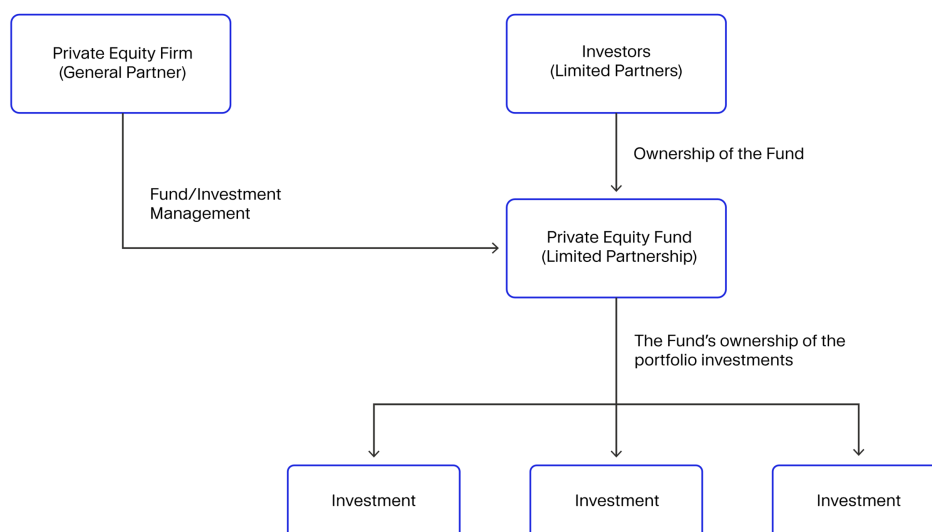 Private Equity Firm
(General Partner)
Investors
(Limited Partners)
Ownership of the Fund
Fund/Investment
Management
Private Equity Fund
(Limited Partnership)
The Fund's ownership of the
portfolio investments
Investment
Investment
Investment